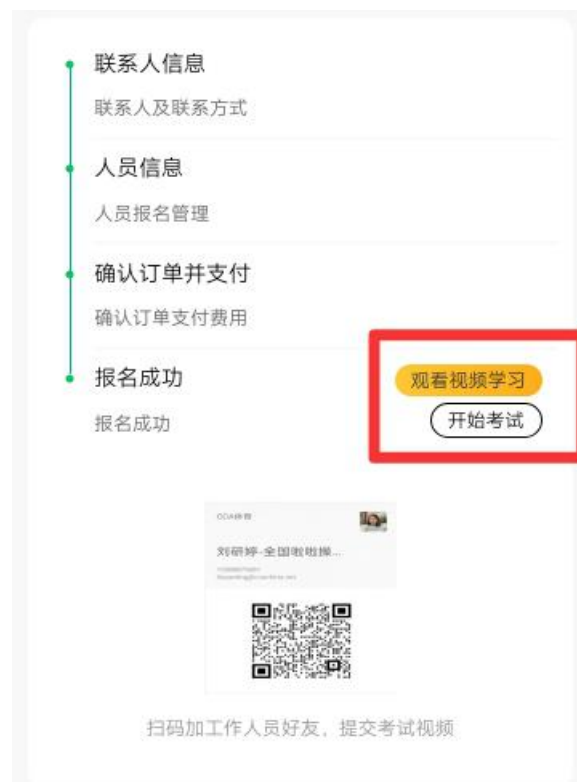 联系人信息
联系人及联系方式
人员信息
人员报名管理
确认订单并支付
确认订单支付费用
报名成功
观看视频学习
报名成功
开始考试
刘研婷-全国啦啦操...
扫码加工作人员好友，提交考试视频